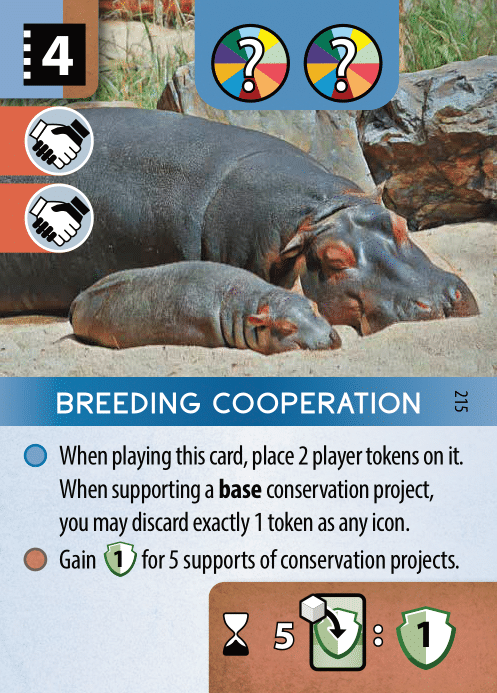 4
? ?
BREEDING COOPERATION
215
When playing this card, place 2 player tokens on it.
When supporting a base conservation project,
you may discard exactly 1 token as any icon.
Gain 1 for 5 supports of conservation projects.
5 : 1